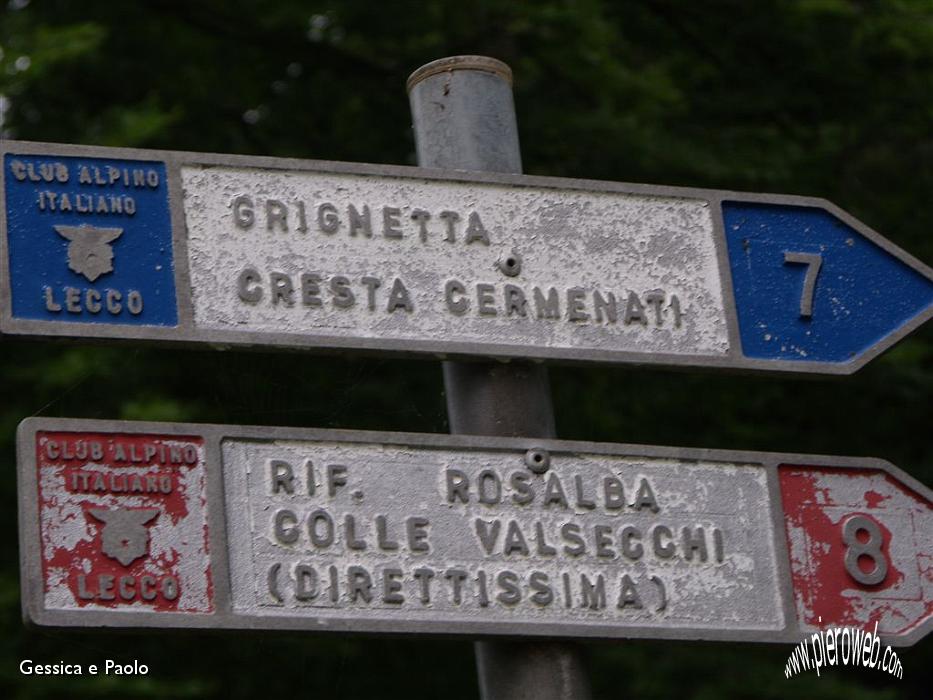 CLUB ALPINO
ITALIANO
LECCO
GRIGNETTA
CRESTA CERMENATI
7
CLUB ALPINO
ITALIANO
LECCO
RIF. ROSALBA
COLLE VALSECCHI
(DIRETTISSIMA)
8
Gessica e Paolo
www.pieroweb.com